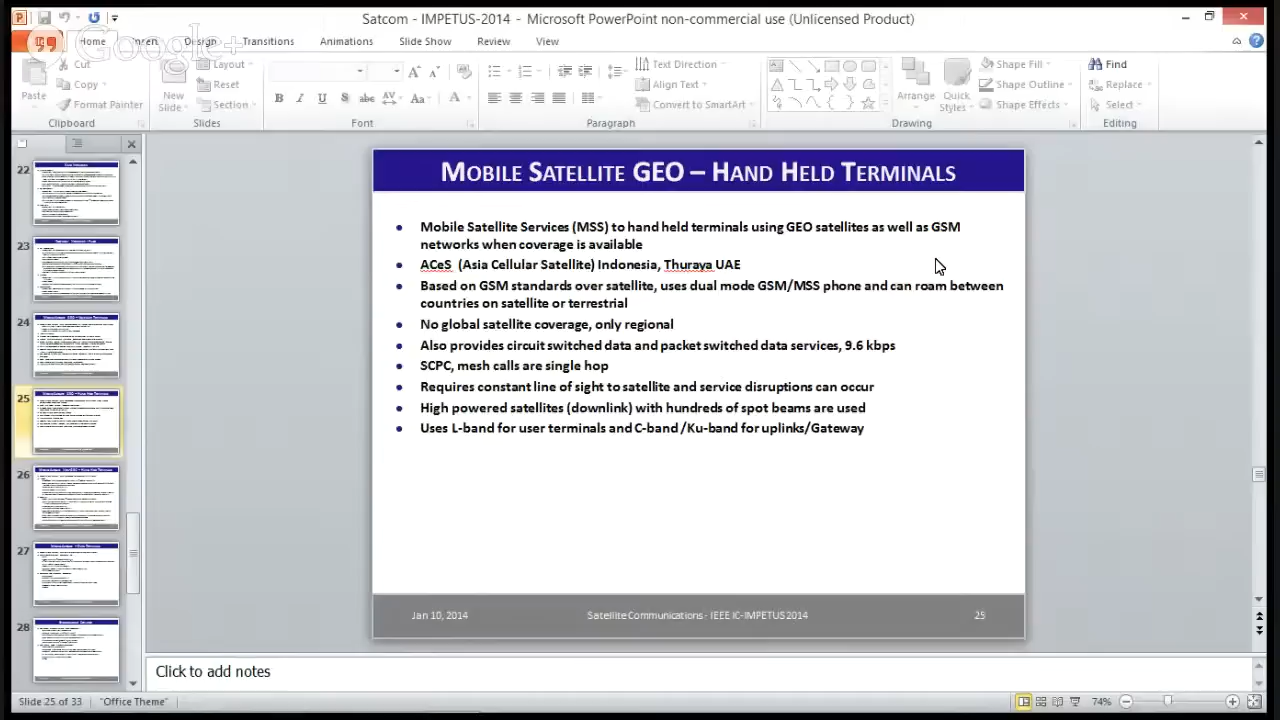 Satcom - IMPETUS-2014 - Microsoft PowerPoint non-commercial use (Unlicensed Product)
Google+
Home Insert Design Transitions Animations Slide Show Review View
Cut
Copy
Format Painter
Paste
Clipboard
New
Slide
Layout
Reset
Section
Slides
Font
Text Direction
Align Text
Convert to SmartArt
Paragraph
Arrange
Quick
Styles
Shape Fill
Shape Outline
Shape Effects
Drawing
Find
Replace
Select
Editing
22
23
24
25
26
27
28
MOBILE SATELLITE GEO – HAND HELD TERMINALS
• Mobile Satellite Services (MSS) to hand held terminals using GEO satellites as well as GSM
networks when coverage is available
• ACeS (Asia Cellular Satellite) Indonesia, Thuraya UAE
• Based on GSM standards over satellite, uses dual mode GSM/MSS phone and can roam between
countries on satellite or terrestrial
• No global satellite coverage, only regional
• Also provides circuit switched data and packet switched data services, 9.6 kbps
• SCPC, mesh calls are single hop
• Requires constant line of sight to satellite and service disruptions can occur
• High powered satellites (downlink) with hundreds of spot beams are used
• Uses L-band for user terminals and C-band /Ku-band for uplinks/Gateway
Jan 10, 2014 Satellite Communications - IEEE IC-IMPETUS 2014 25
Click to add notes
Slide 25 of 33 "Office Theme" 74%